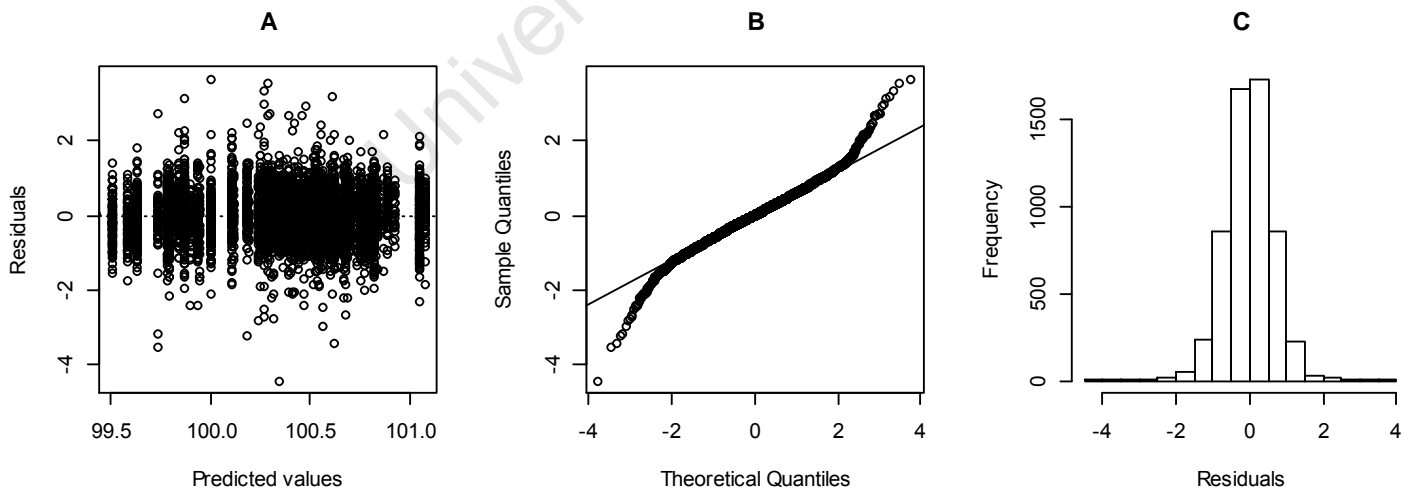 A
Residuals
2
0
-2
-4
99.5 100.0 100.5 101.0
Predicted values
B
Sample Quantiles
2
0
-2
-4
-4 -2 0 2 4
Theoretical Quantiles
C
Frequency
1500
1000
500
0
-4 -2 0 2 4
Residuals
Univer